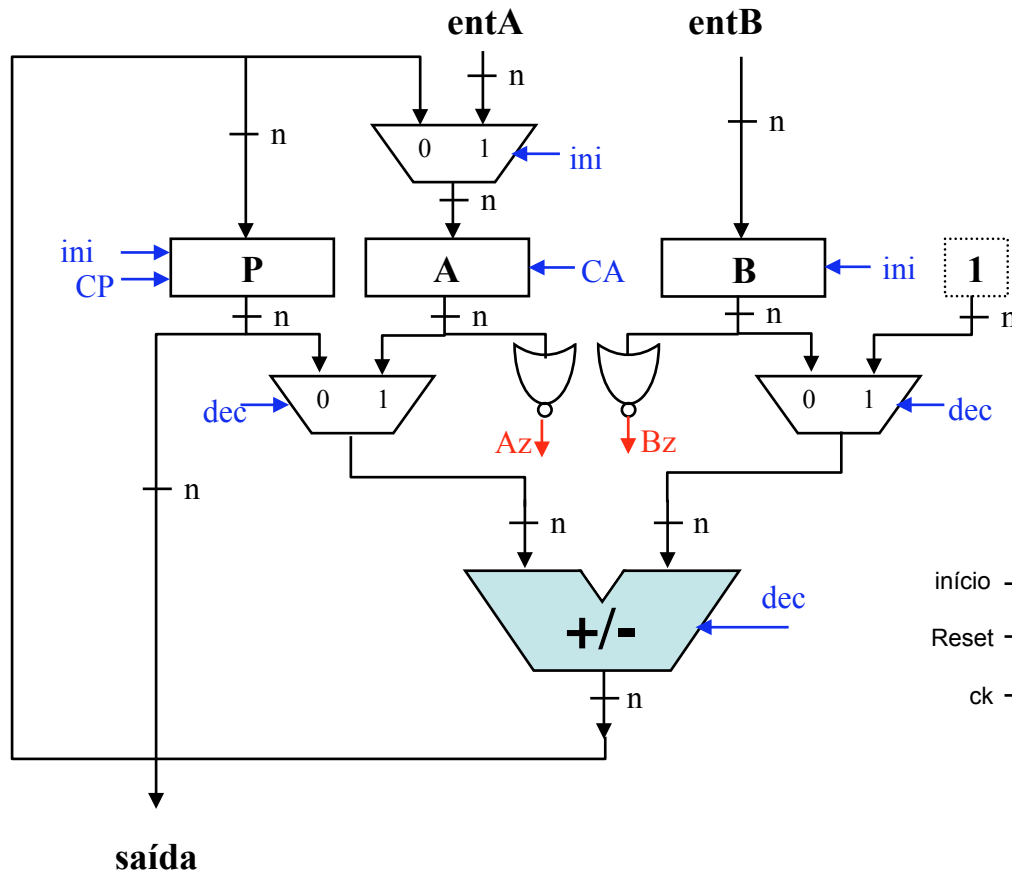 entA entB
n
n
n
0 1
ini
n
ini
CP
P
A
CA
B
ini
1
n
n
n
n
0 1
dec
Az
Bz
0 1
dec
n
n
n
+/-
dec
n
início
Reset
ck
saída